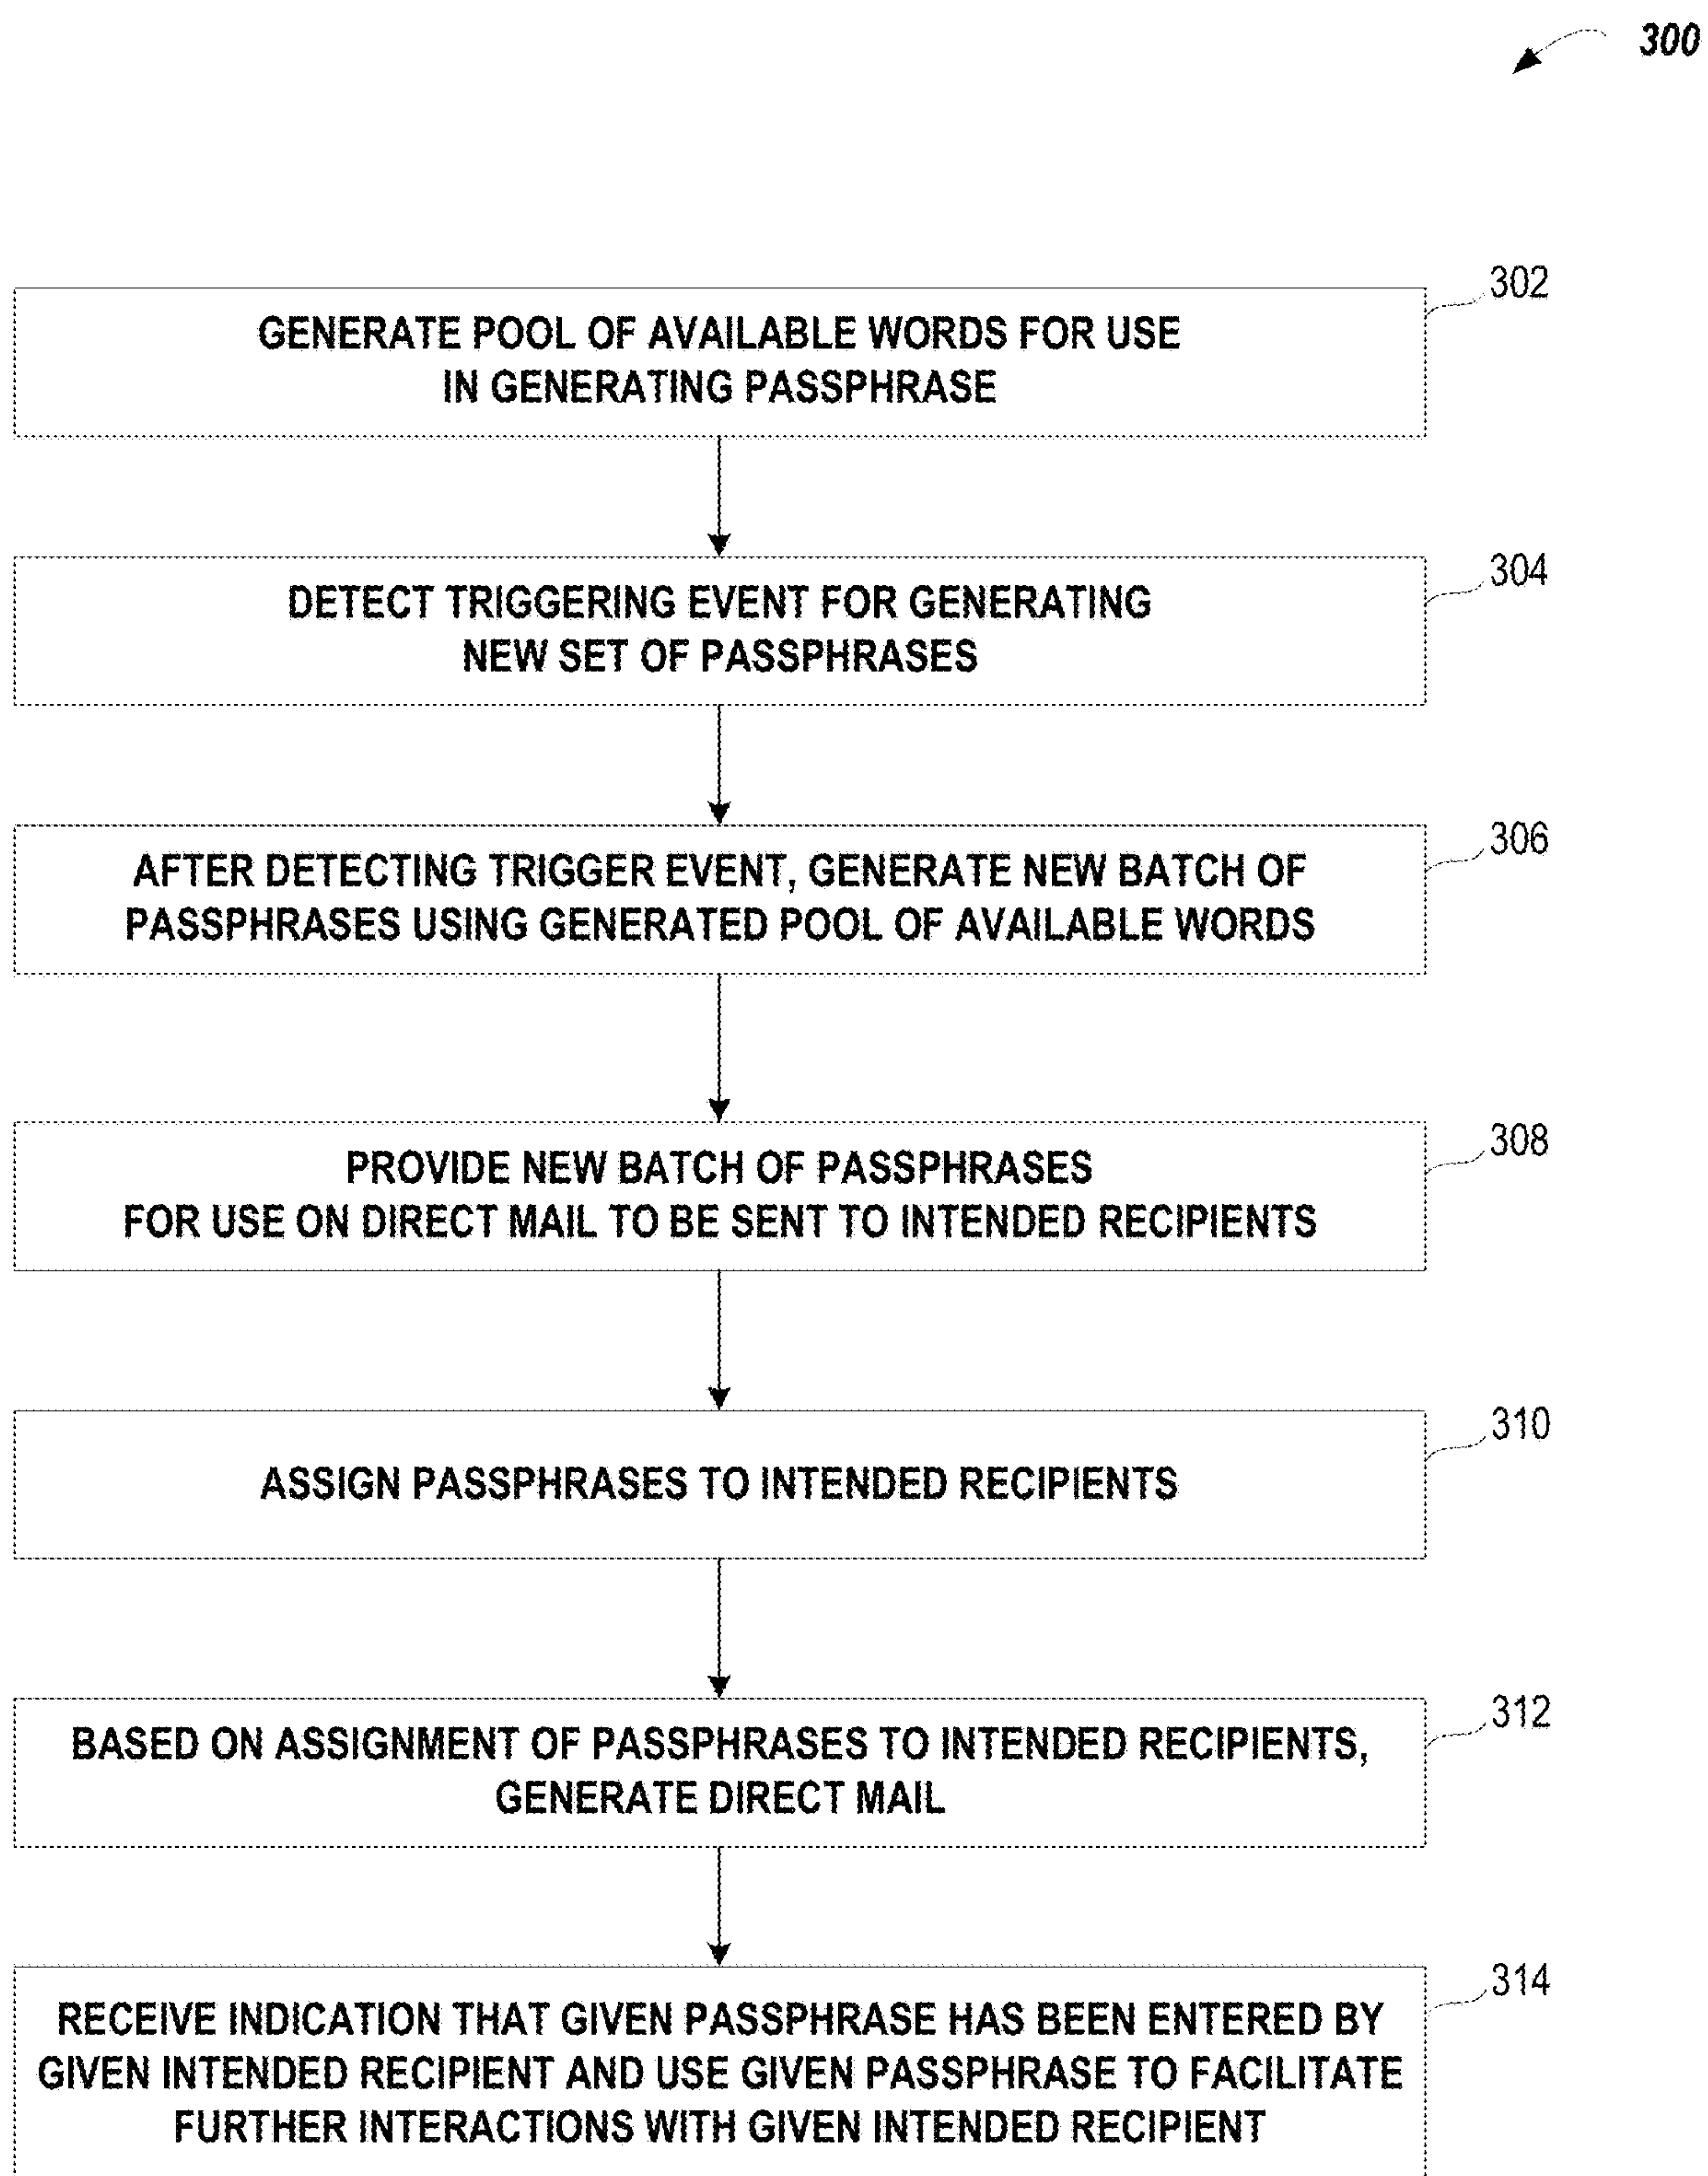 300
302
GENERATE POOL OF AVAILABLE WORDS FOR USE
IN GENERATING PASSPHRASE
304
DETECT TRIGGERING EVENT FOR GENERATING
NEW SET OF PASSPHRASES
306
AFTER DETECTING TRIGGER EVENT, GENERATE NEW BATCH OF
PASSPHRASES USING GENERATED POOL OF AVAILABLE WORDS
308
PROVIDE NEW BATCH OF PASSPHRASES
FOR USE ON DIRECT MAIL TO BE SENT TO INTENDED RECIPIENTS
310
ASSIGN PASSPHRASES TO INTENDED RECIPIENTS
312
BASED ON ASSIGNMENT OF PASSPHRASES TO INTENDED RECIPIENTS,
GENERATE DIRECT MAIL
314
RECEIVE INDICATION THAT GIVEN PASSPHRASE HAS BEEN ENTERED BY
GIVEN INTENDED RECIPIENT AND USE GIVEN PASSPHRASE TO FACILITATE
FURTHER INTERACTIONS WITH GIVEN INTENDED RECIPIENT